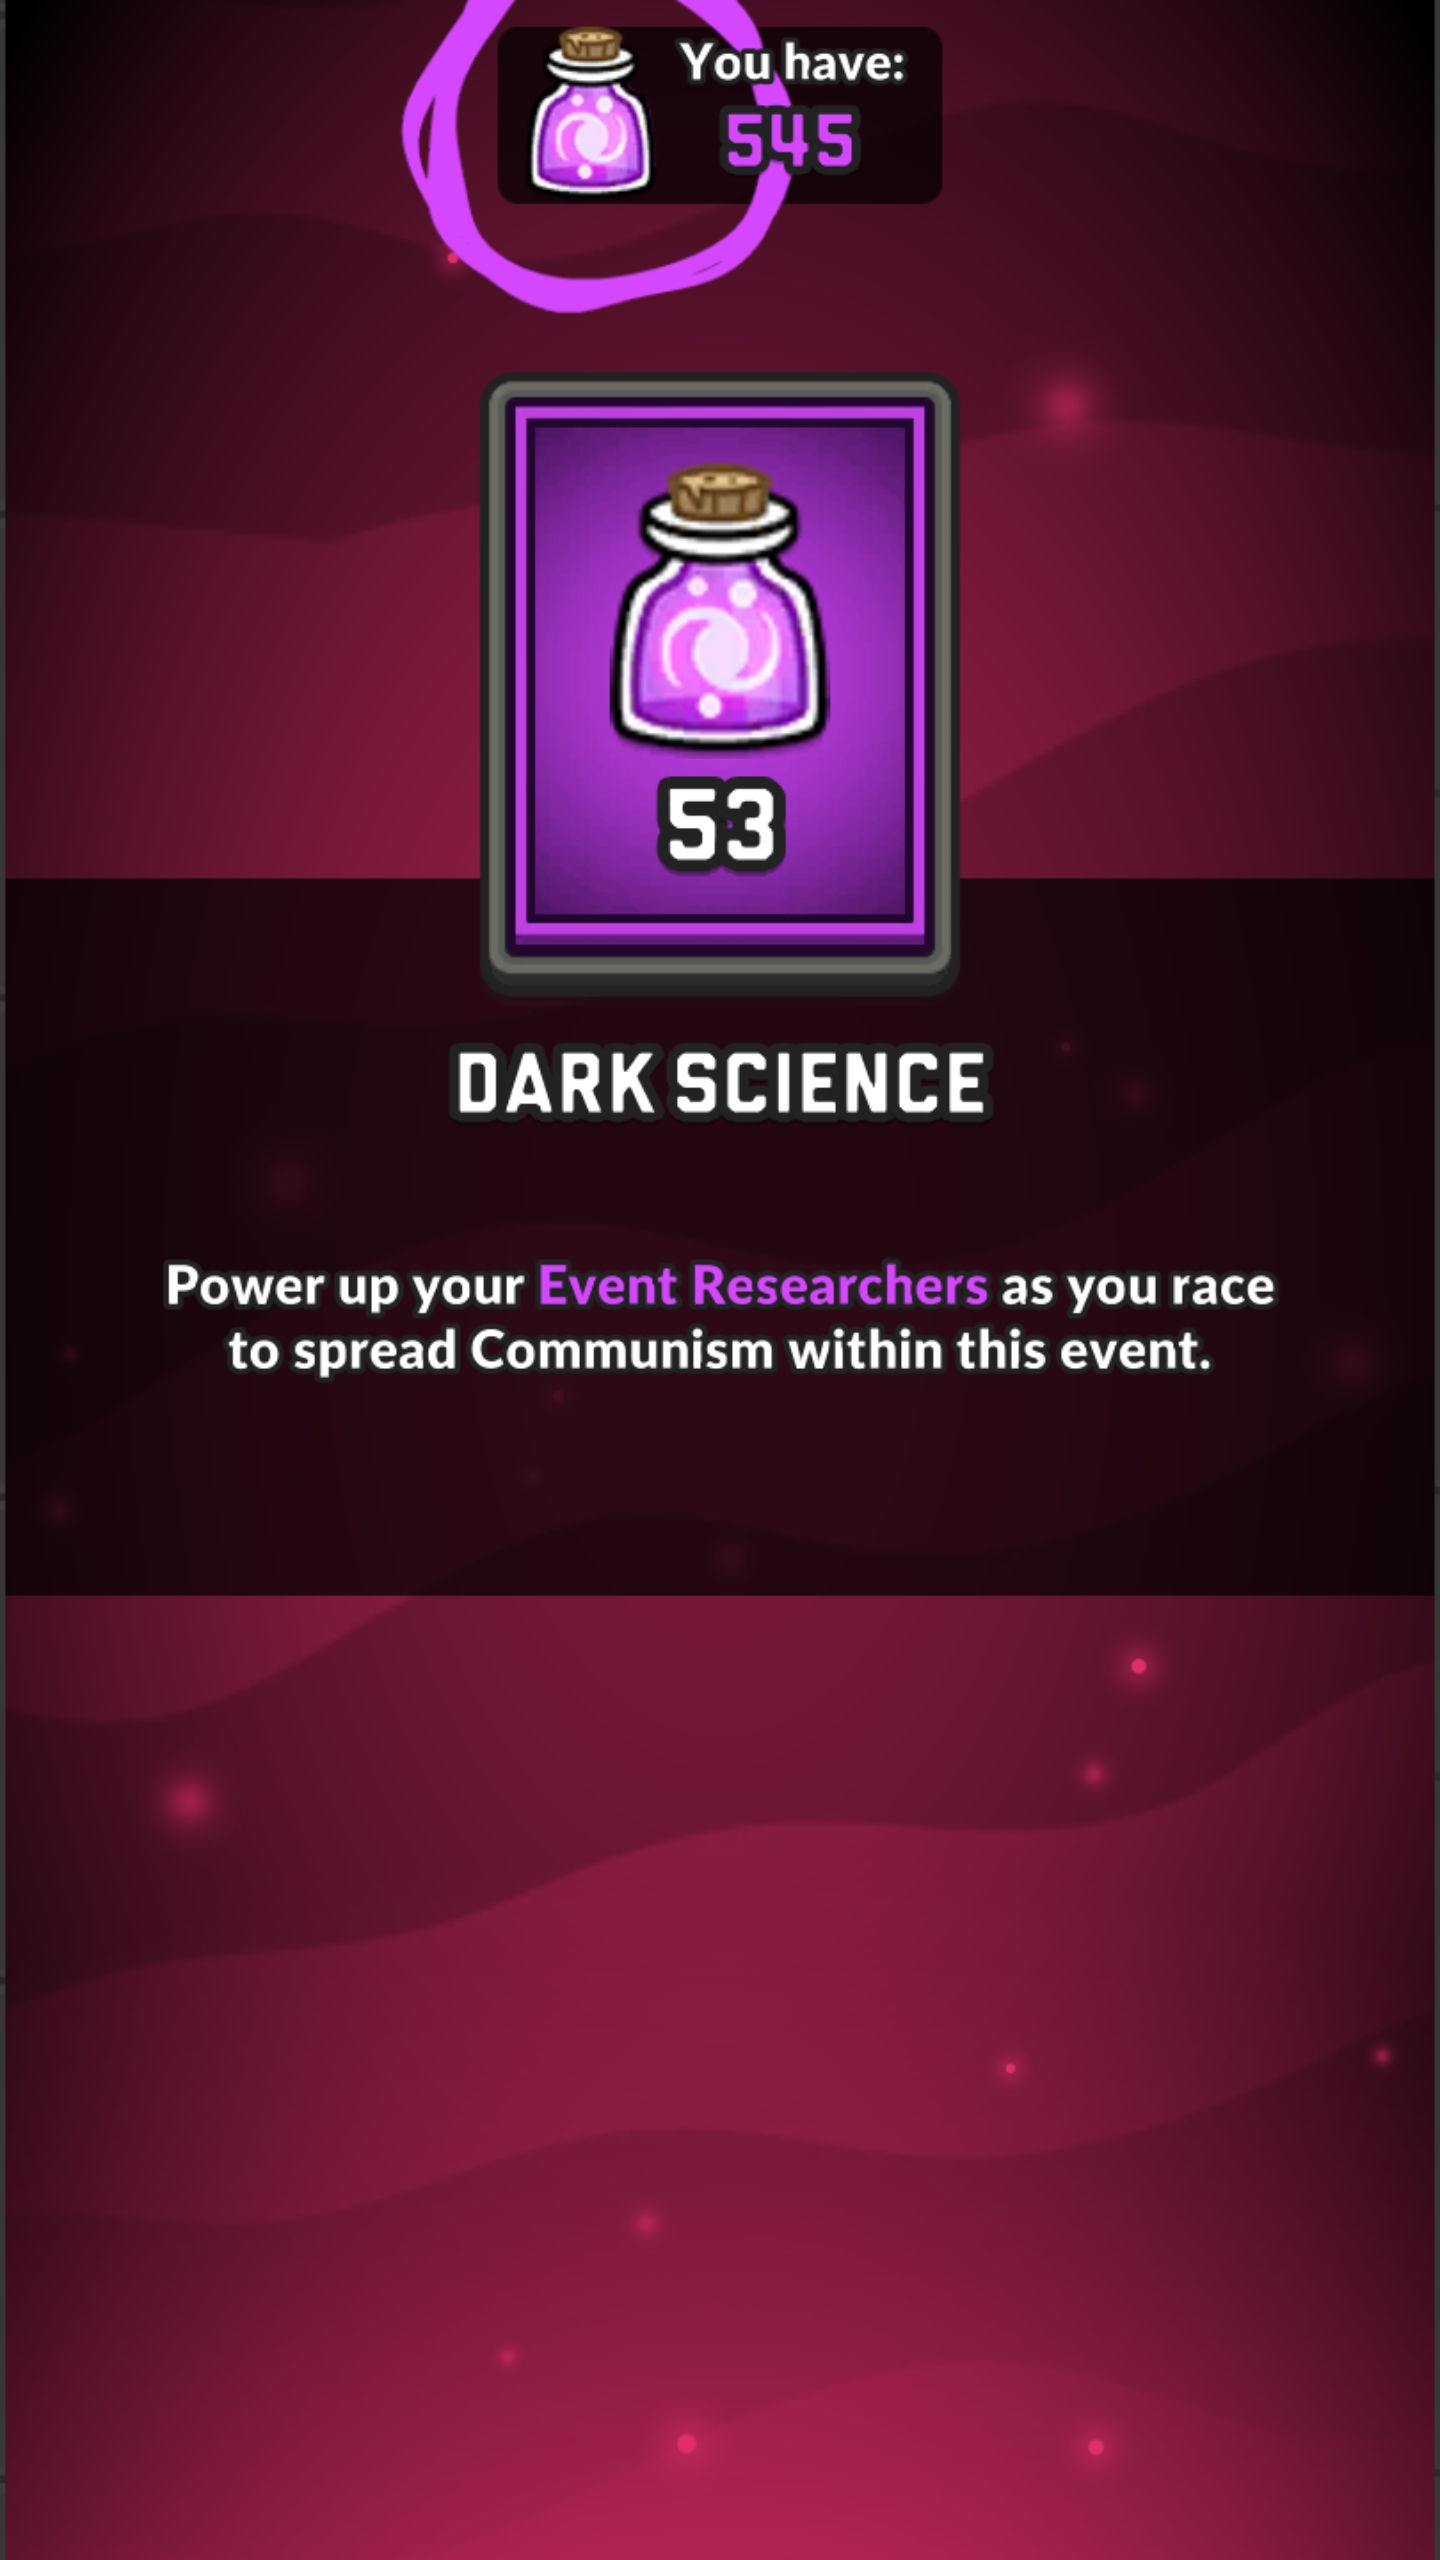 You have:
545
53
DARK SCIENCE
Power up your Event Researchers as you race
to spread Communism within this event.